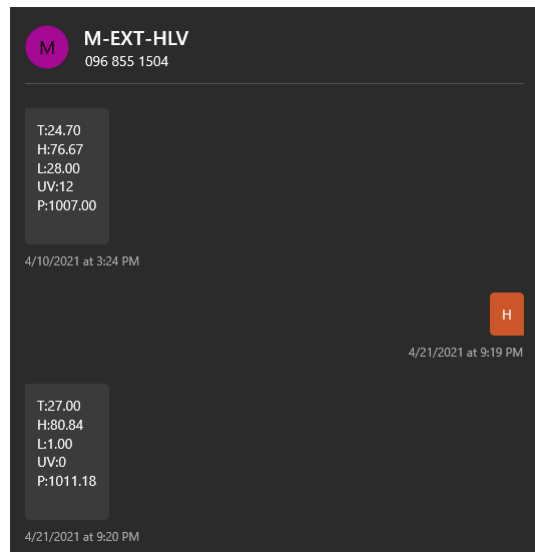 M
M-EXT-HLV
096 855 1504
T:24.70
H:76.67
L:28.00
UV:12
P:1007.00
4/10/2021 at 3:24 PM
H
4/21/2021 at 9:19 PM
T:27.00
H:80.84
L:1.00
UV:0
P:1011.18
4/21/2021 at 9:20 PM